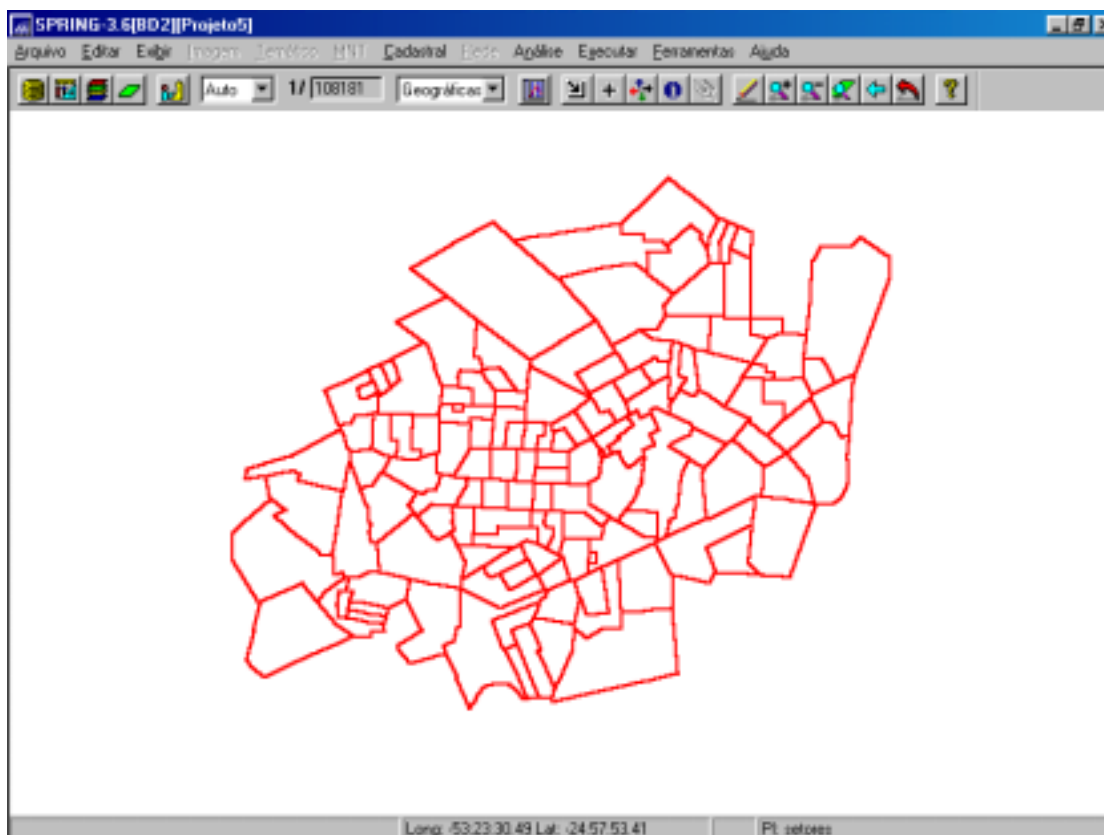 SPRING-3.6[BD2][Projeto5]
Arquivo Editar Exibir Imagem Temático MNT Cadastral Rede Análise Executar Ferramentas Ajuda
Auto 1/ 108181 Geográficas
Long: -53:23:30.49 Lat: -24:57:53.41 PI: setores